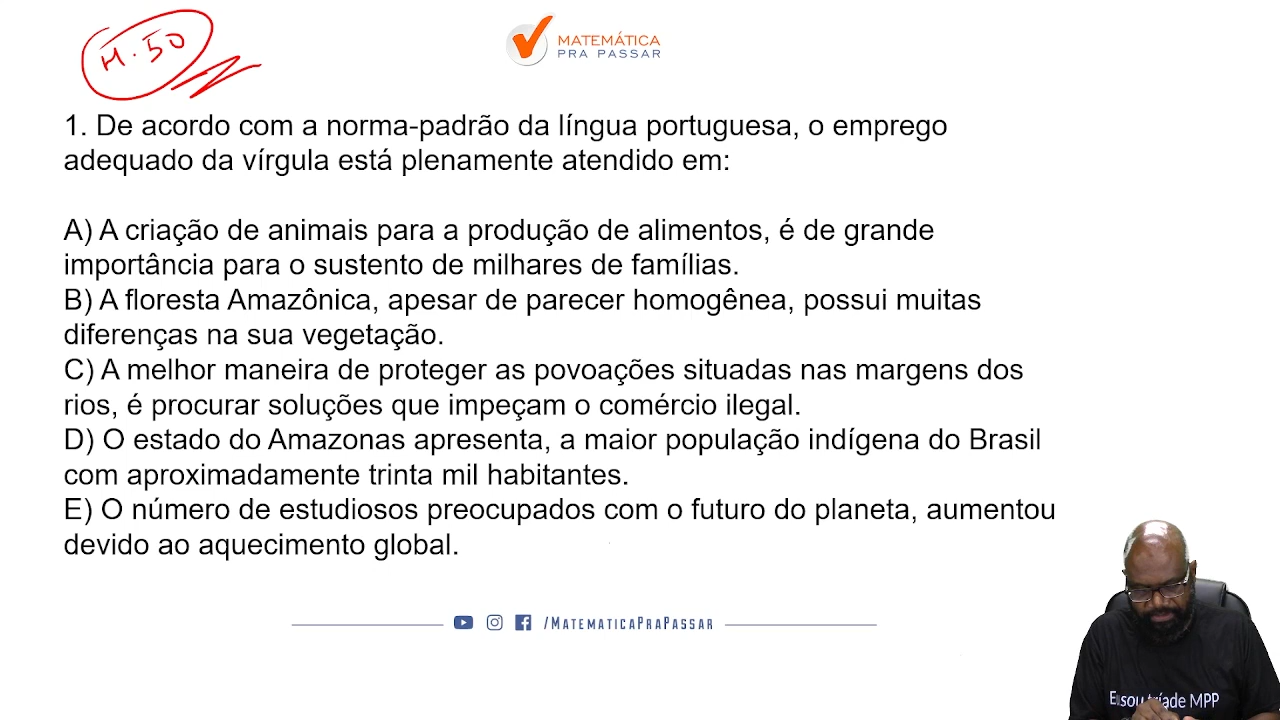 M.50
MATEMÁTICA
PRA PASSAR
1. De acordo com a norma-padrão da língua portuguesa, o emprego
adequado da vírgula está plenamente atendido em:
A) A criação de animais para a produção de alimentos, é de grande
importância para o sustento de milhares de famílias.
B) A floresta Amazônica, apesar de parecer homogênea, possui muitas
diferenças na sua vegetação.
C) A melhor maneira de proteger as povoações situadas nas margens dos
rios, é procurar soluções que impeçam o comércio ilegal.
D) O estado do Amazonas apresenta, a maior população indígena do Brasil
com aproximadamente trinta mil habitantes.
E) O número de estudiosos preocupados com o futuro do planeta, aumentou
devido ao aquecimento global.
/MATEMATICAPRAPASSAR
sou tríade MPP